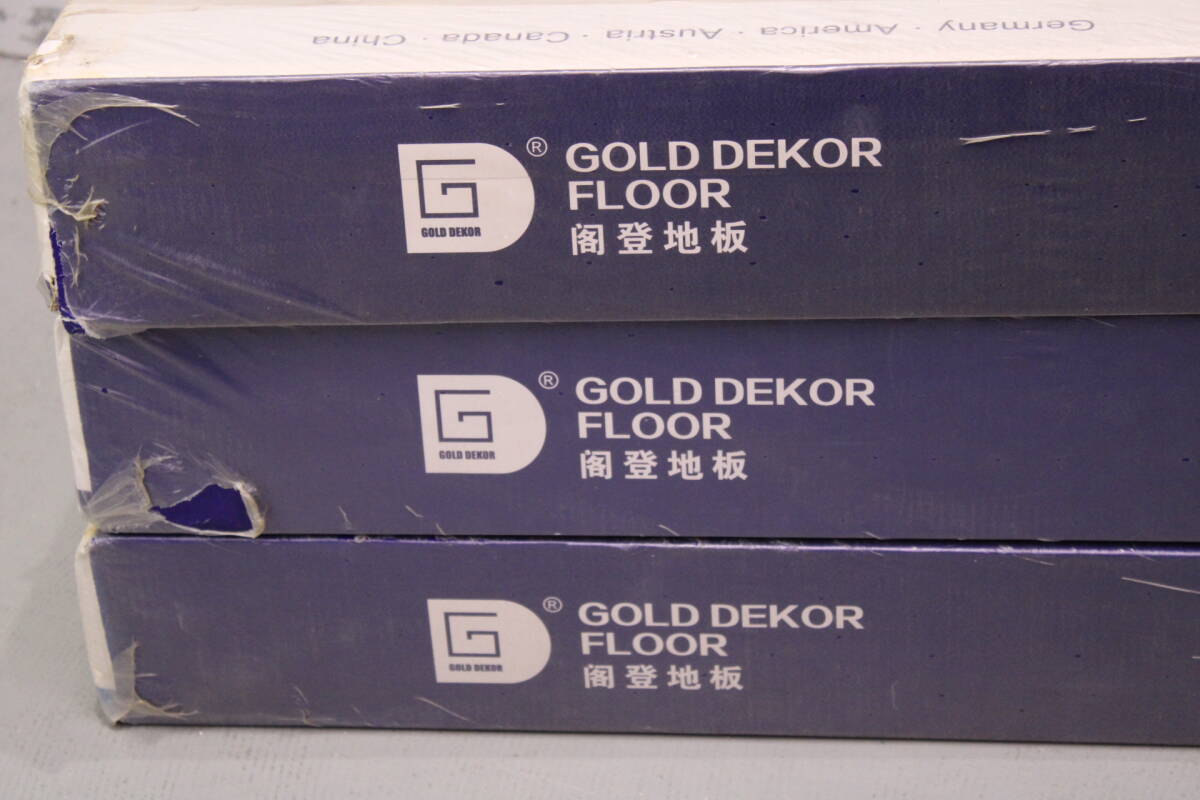 Germany · America · Austria · Canada · China
®
GOLD DEKOR
GOLD DEKOR
FLOOR
阁登地板
®
GOLD DEKOR
GOLD DEKOR
FLOOR
阁登地板
®
GOLD DEKOR
GOLD DEKOR
FLOOR
阁登地板